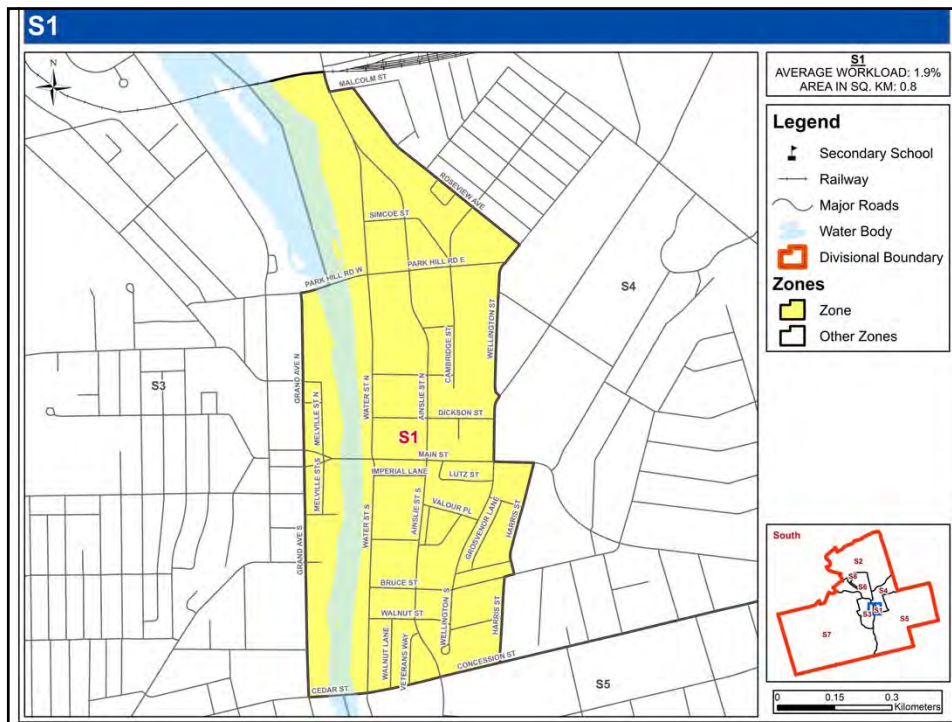 S1
N
MALCOLM ST
ROSEVIEW AVE
SIMCOE ST
PARK HILL RD E
PARK HILL RD W
S4
WELLINGTON ST
CAMBRIDGE ST
GRAND AVE N
S3
MELVILLE ST N
WATER ST N
AINSLIE ST N
DICKSON ST
S1
MAIN ST
IMPERIAL LANE
LUTZ ST
MELVILLE ST S
VALOUR PL
GROSVENOR LANE
HARRIS ST
AINSLIE ST S
WATER ST S
GRAND AVE S
BRUCE ST
WALNUT ST
WELLINGTON S
HARRIS ST
WALNUT LANE
VETERANS WAY
CONCESSION ST
CEDAR ST
S5
S1
AVERAGE WORKLOAD: 1.9%
AREA IN SQ. KM: 0.8
Legend
Secondary School
Railway
Major Roads
Water Body
Divisional Boundary
Zones
Zone
Other Zones
South
S2
S8
S6
S4
S3
S1
S5
S7
0 0.15 0.3
Kilometers